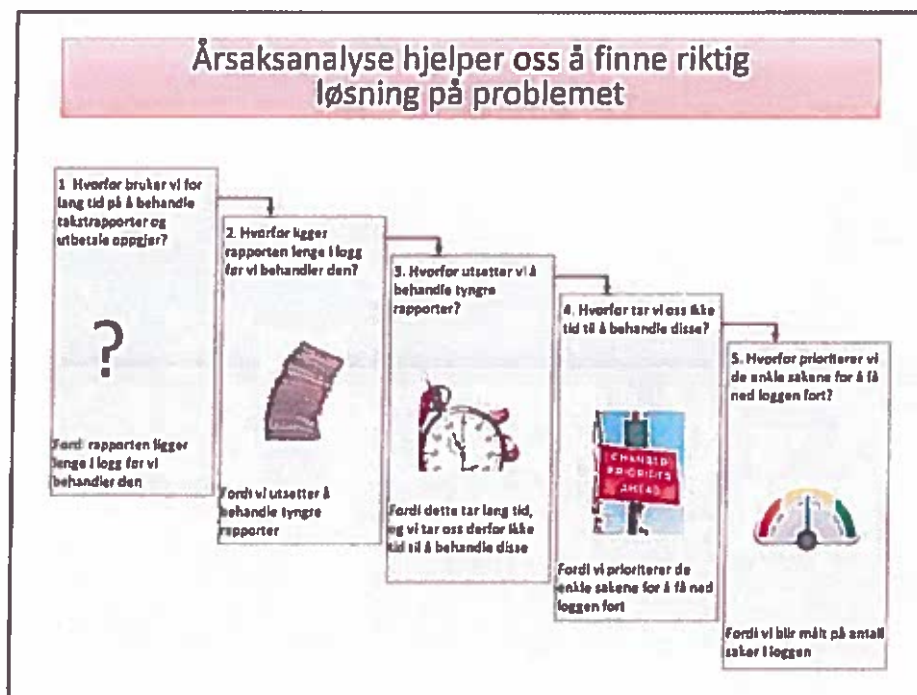 Årsaksanalyse hjelper oss å finne riktig
løsning på problemet
1 Hvorfor bruker vi for
lang tid på å behandle
takstrapporter og
utbetale oppgjør?
?
Fordi rapporten ligger
lenge i logg før vi
behandler den
2. Hvorfor ligger
rapporten lenge i logg
før vi behandler den?
Fordi vi utsetter å
behandle tyngre
rapporter
3. Hvorfor utsetter vi å
behandle tyngre
rapporter?
Fordi dette tar lang tid,
og vi tar oss derfor ikke
tid til å behandle disse
4. Hvorfor tar vi oss ikke
tid til å behandle disse?
CHANGED
PRIORITIES
AHEAD
Fordi vi prioriterer de
enkle sakene for å få ned
loggen fort
5. Hvorfor prioriterer vi
de enkle sakene for å få
ned loggen fort?
Fordi vi blir målt på antall
saker i loggen